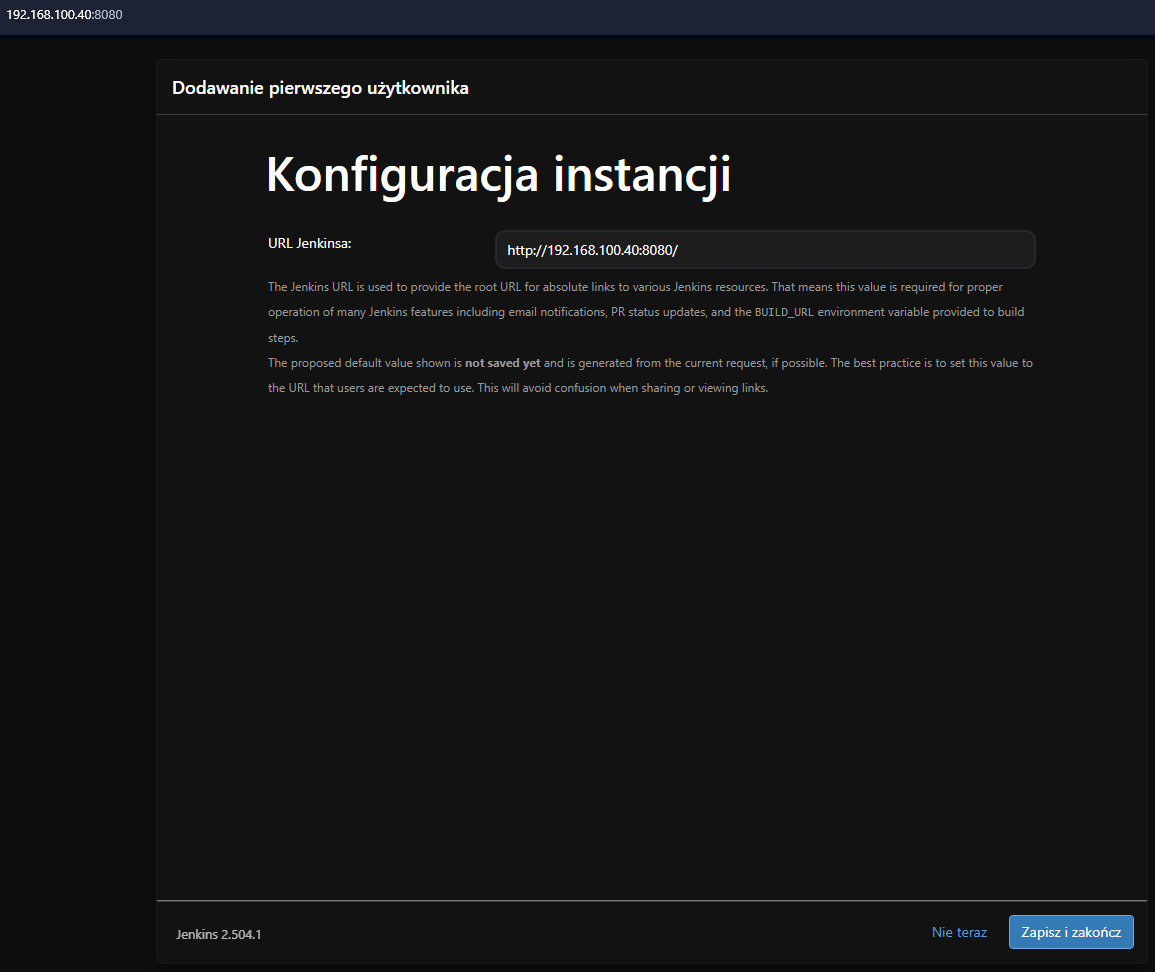 192.168.100.40:8080
Dodawanie pierwszego użytkownika
Konfiguracja instancji
URL Jenkinsa:
http://192.168.100.40:8080/
The Jenkins URL is used to provide the root URL for absolute links to various Jenkins resources. That means this value is required for proper
operation of many Jenkins features including email notifications, PR status updates, and the BUILD_URL environment variable provided to build
steps.
The proposed default value shown is not saved yet and is generated from the current request, if possible. The best practice is to set this value to
the URL that users are expected to use. This will avoid confusion when sharing or viewing links.
Jenkins 2.504.1
Nie teraz
Zapisz i zakończ